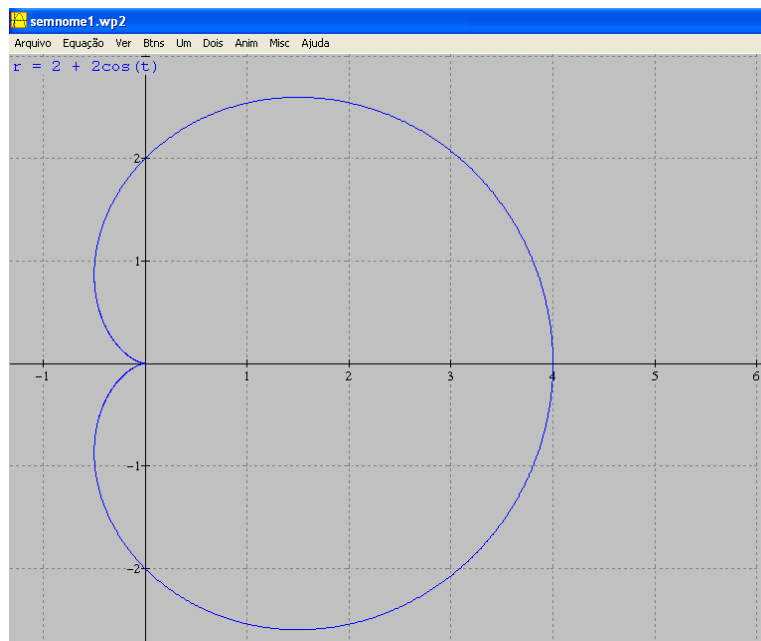 semnome1.wp2
Arquivo Equação Ver Btns Um Dois Anim Misc Ajuda
r = 2 + 2cos(t)
2
1
-1 1 2 3 4 5 6
-1
-2